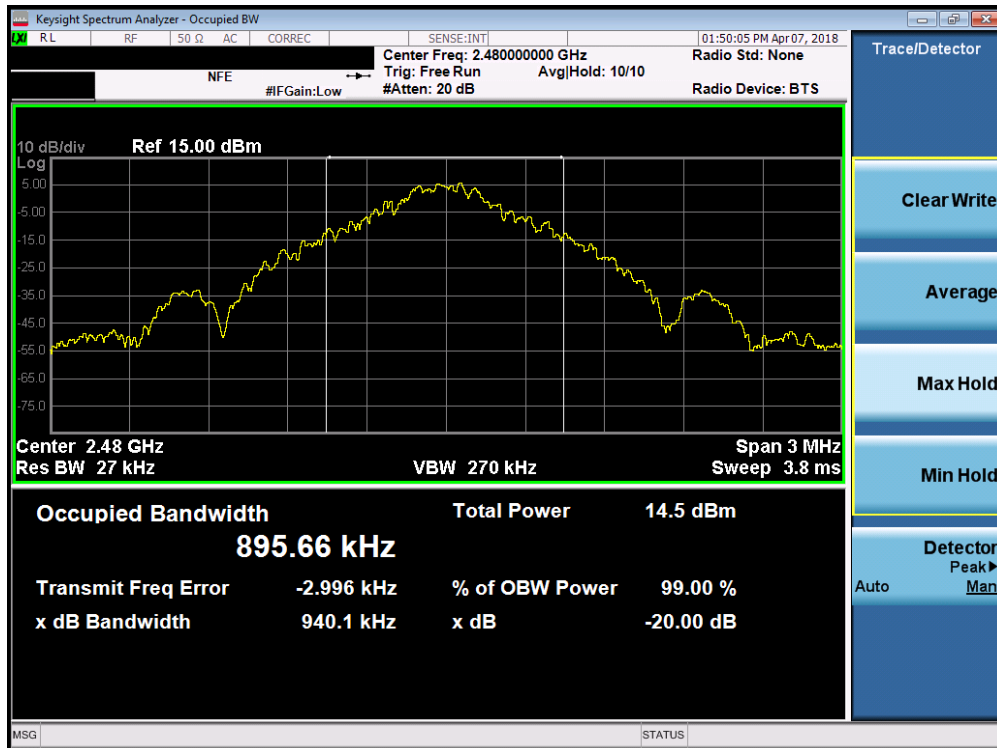 Keysight Spectrum Analyzer - Occupied BW
LXI RL RF 50 Ω AC CORREC SENSE:INT 01:50:05 PM Apr 07, 2018
Center Freq: 2.480000000 GHz Radio Std: None
NFE Trig: Free Run Avg|Hold: 10/10
#IFGain:Low #Atten: 20 dB Radio Device: BTS
10 dB/div Ref 15.00 dBm
Log
5.00
-5.00
-15.0
-25.0
-35.0
-45.0
-55.0
-65.0
-75.0
Center 2.48 GHz Span 3 MHz
Res BW 27 kHz VBW 270 kHz Sweep 3.8 ms
Occupied Bandwidth Total Power 14.5 dBm
895.66 kHz
Transmit Freq Error -2.996 kHz % of OBW Power 99.00 %
x dB Bandwidth 940.1 kHz x dB -20.00 dB
MSG STATUS
Trace/Detector
Clear Write
Average
Max Hold
Min Hold
Detector
Peak▶
Auto Man